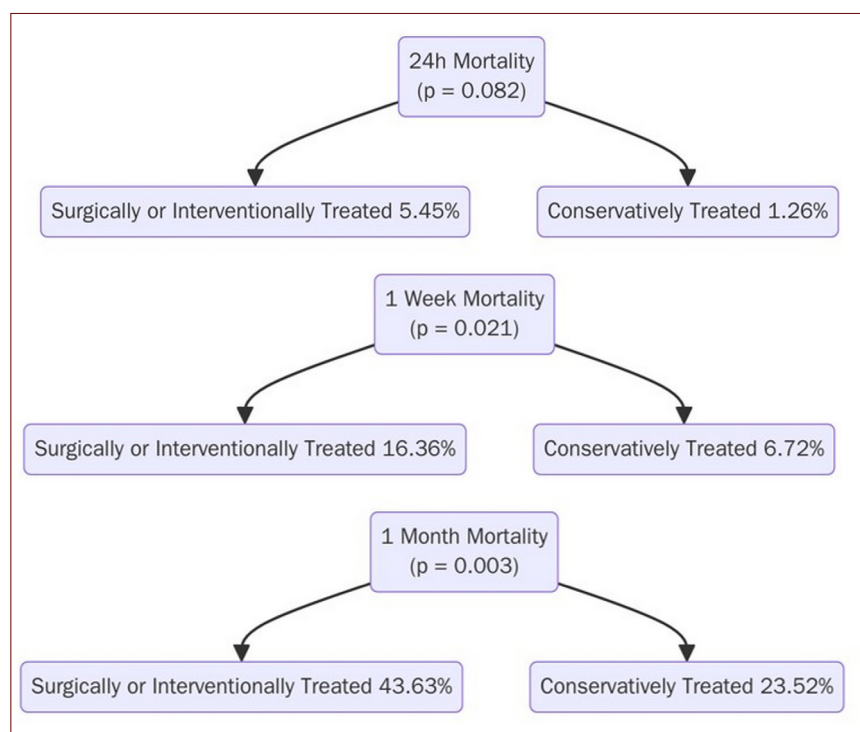 24h Mortality
(p = 0.082)
Surgically or Interventionally Treated 5.45%
Conservatively Treated 1.26%
1 Week Mortality
(p = 0.021)
Surgically or Interventionally Treated 16.36%
Conservatively Treated 6.72%
1 Month Mortality
(p = 0.003)
Surgically or Interventionally Treated 43.63%
Conservatively Treated 23.52%